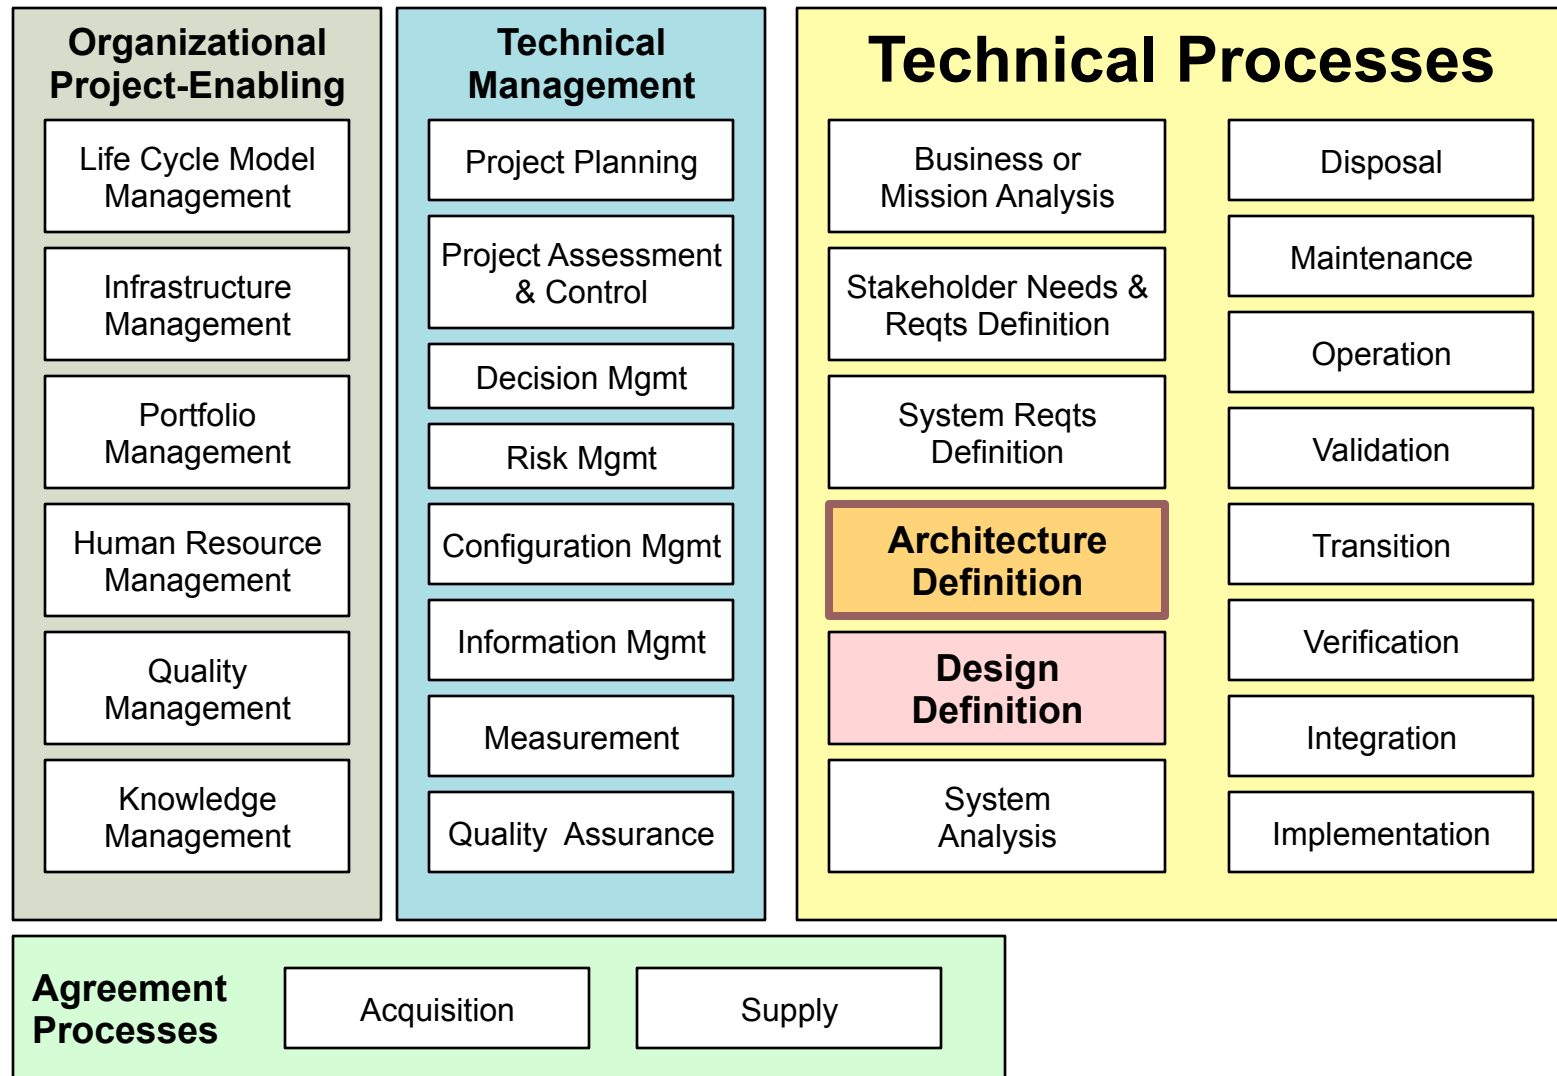 Organizational
Project-Enabling
Life Cycle Model
Management
Infrastructure
Management
Portfolio
Management
Human Resource
Management
Quality
Management
Knowledge
Management
Technical
Management
Project Planning
Project Assessment
& Control
Decision Mgmt
Risk Mgmt
Configuration Mgmt
Information Mgmt
Measurement
Quality  Assurance
Technical Processes
Business or
Mission Analysis
Stakeholder Needs &
Reqts Definition
System Reqts
Definition
Architecture
Definition
Design
Definition
System
Analysis
Disposal
Maintenance
Operation
Validation
Transition
Verification
Integration
Implementation
Agreement
Processes
Acquisition
Supply